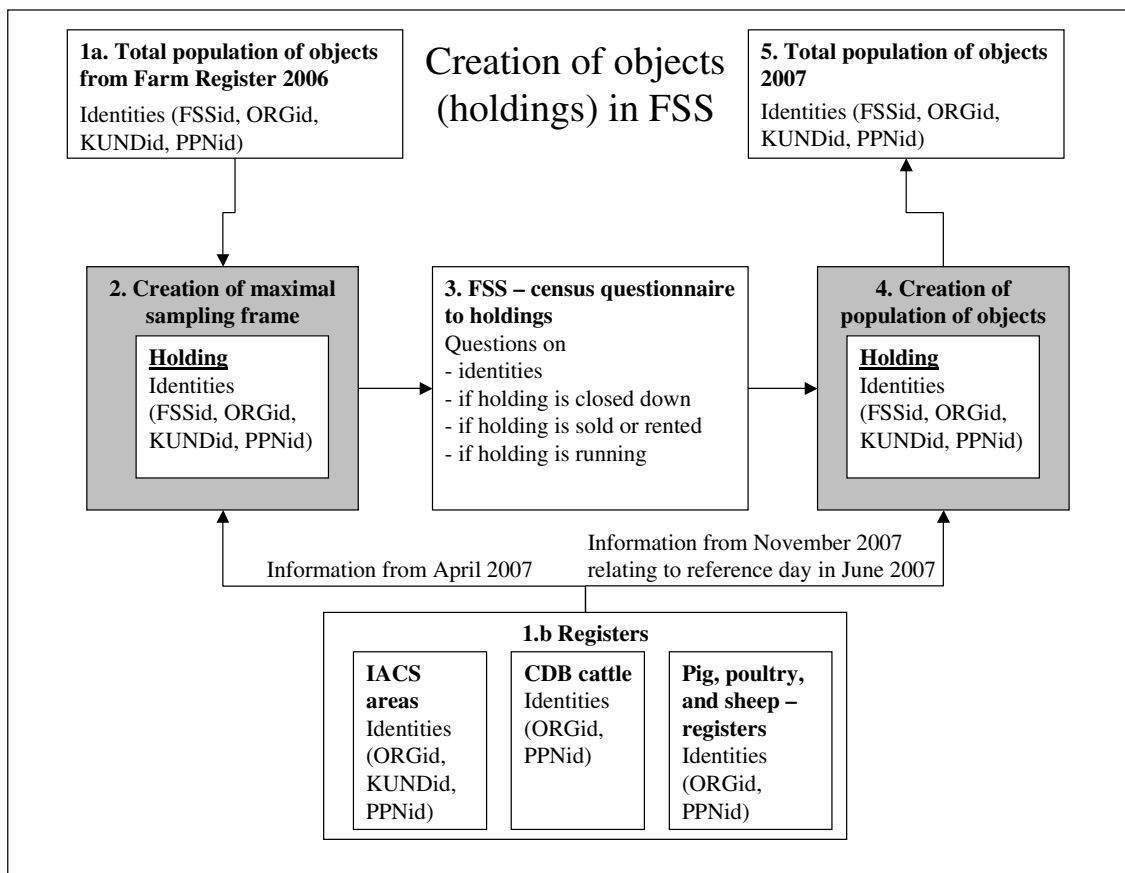 1a. Total population of objects
from Farm Register 2006
Identities (FSSid, ORGid,
KUNDid, PPNid)
Creation of objects
(holdings) in FSS
5. Total population of objects
2007
Identities (FSSid, ORGid,
KUNDid, PPNid)
2. Creation of maximal
sampling frame
Holding
Identities
(FSSid, ORGid,
KUNDid, PPNid)
3. FSS – census questionnaire
to holdings
Questions on
- identities
- if holding is closed down
- if holding is sold or rented
- if holding is running
4. Creation of
population of objects
Holding
Identities
(FSSid, ORGid,
KUNDid, PPNid)
Information from April 2007
Information from November 2007
relating to reference day in June 2007
1.b Registers
IACS
areas
Identities
(ORGid,
KUNDid,
PPNid)
CDB cattle
Identities
(ORGid,
PPNid)
Pig, poultry,
and sheep –
registers
Identities
(ORGid,
PPNid)